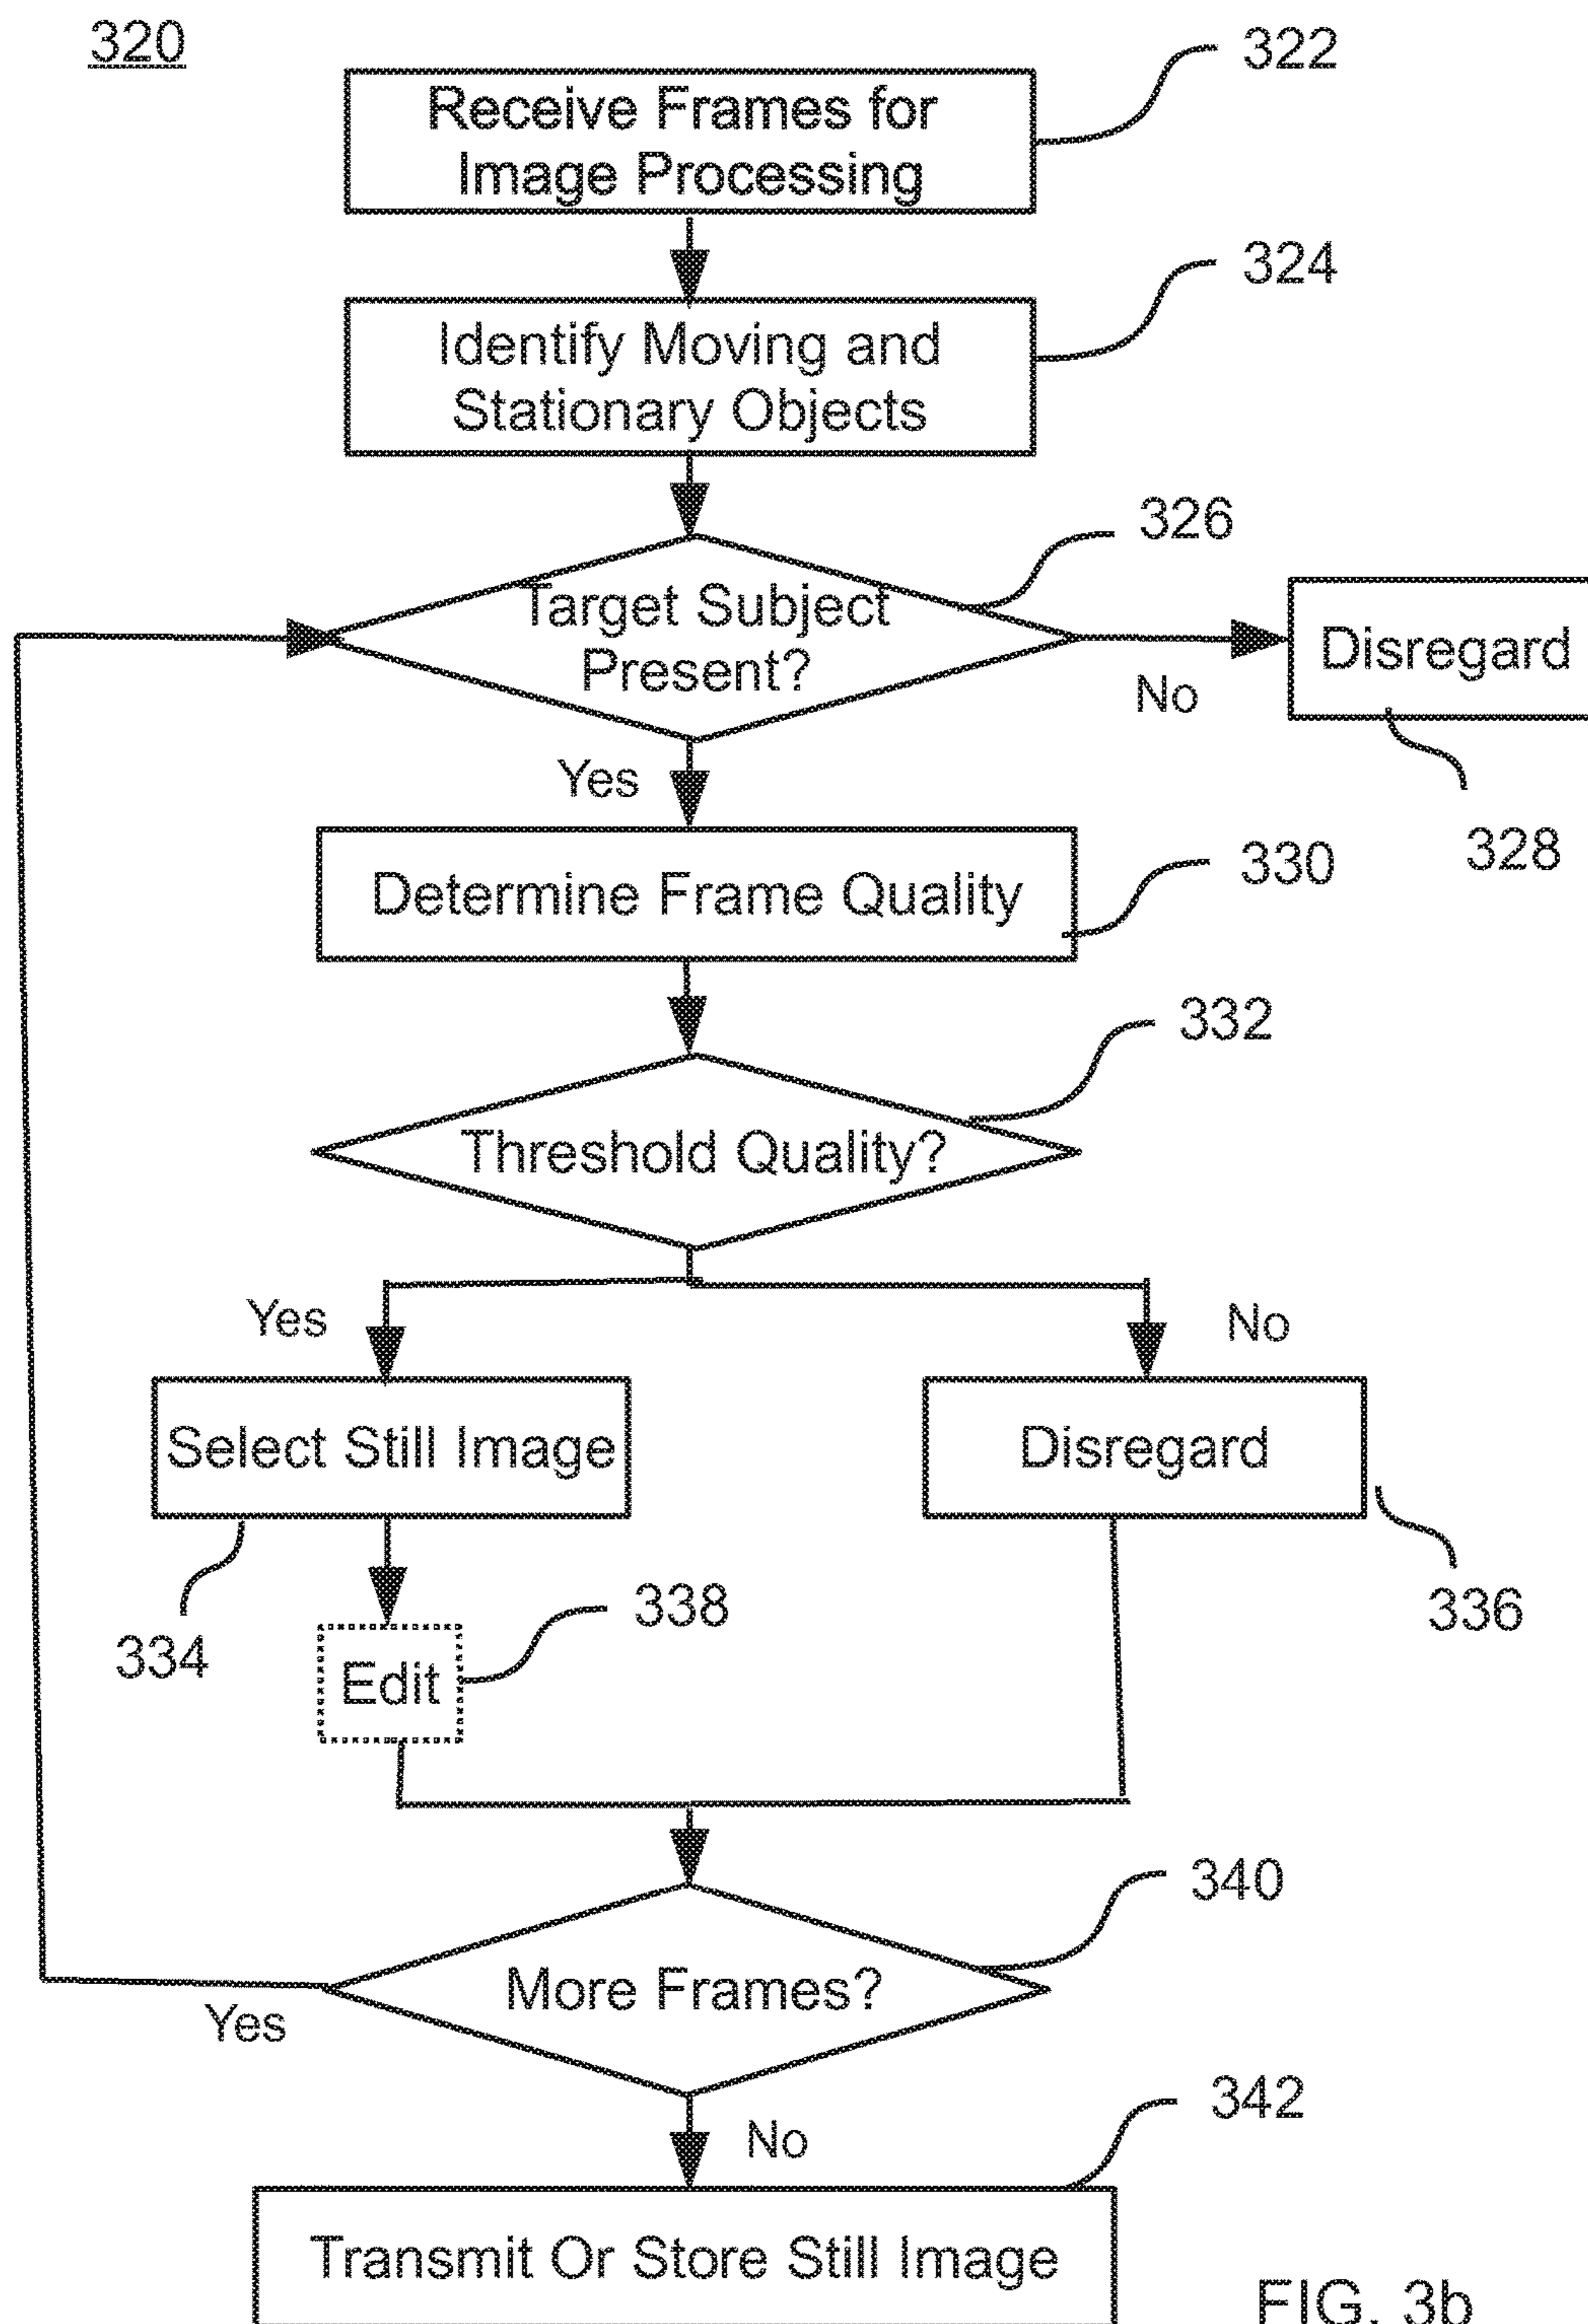 320
322
Receive Frames for
Image Processing
324
Identify Moving and
Stationary Objects
326
Target Subject
Present?
No
Disregard
328
Yes
Determine Frame Quality
330
332
Threshold Quality?
Yes
No
Select Still Image
Disregard
334
336
338
Edit
340
More Frames?
Yes
No
342
Transmit Or Store Still Image
FIG. 3b